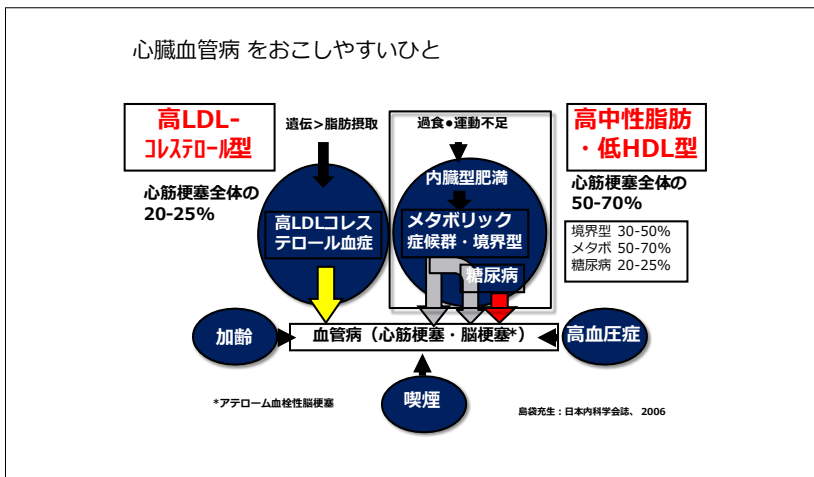 心臓血管病 をおこしやすいひと
高LDL-
ｺﾚｽﾃﾛｰﾙ型
遺伝>脂肪摂取
過食●運動不足
高中性脂肪
・低HDL型
心筋梗塞全体の
20-25%
内臓型肥満
心筋梗塞全体の
50-70%
高LDLコレス
テロール血症
メタボリック
症候群・境界型
境界型 30-50%
メタボ 50-70%
糖尿病 20-25%
糖尿病
加齢
血管病（心筋梗塞・脳梗塞*）
高血圧症
*アテローム血栓性脳梗塞
喫煙
島袋充生：日本内科学会誌、 2006